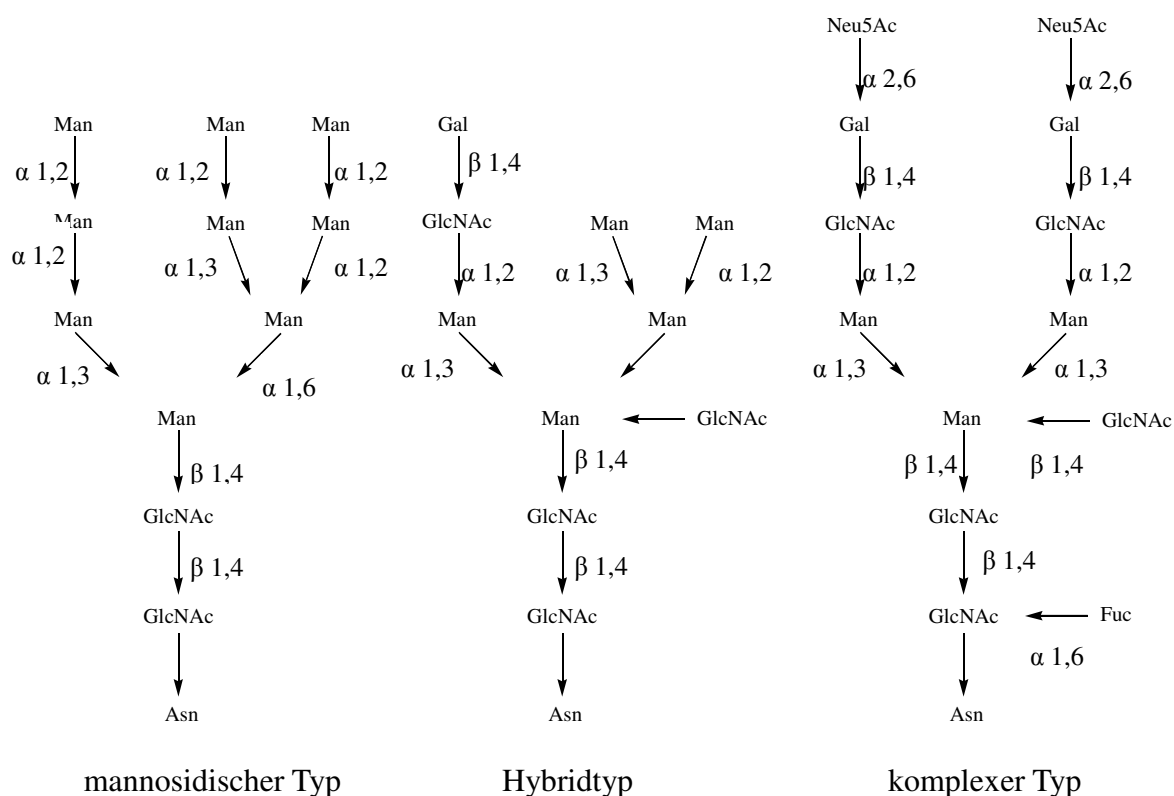 Neu5Ac Neu5Ac
α 2,6 α 2,6
Man Man Man Gal Gal Gal
α 1,2 α 1,2 α 1,2 β 1,4 β 1,4 β 1,4
Man Man Man GlcNAc Man Man GlcNAc GlcNAc
α 1,2 α 1,3 α 1,2 α 1,2 α 1,3 α 1,2 α 1,2 α 1,2
Man Man Man Man Man Man
α 1,3 α 1,6 α 1,3 α 1,3 α 1,3
Man Man GlcNAc Man GlcNAc
β 1,4 β 1,4 β 1,4 β 1,4
GlcNAc GlcNAc GlcNAc
β 1,4 β 1,4 β 1,4
GlcNAc GlcNAc GlcNAc Fuc
α 1,6
Asn Asn Asn
mannosidischer Typ Hybridtyp komplexer Typ